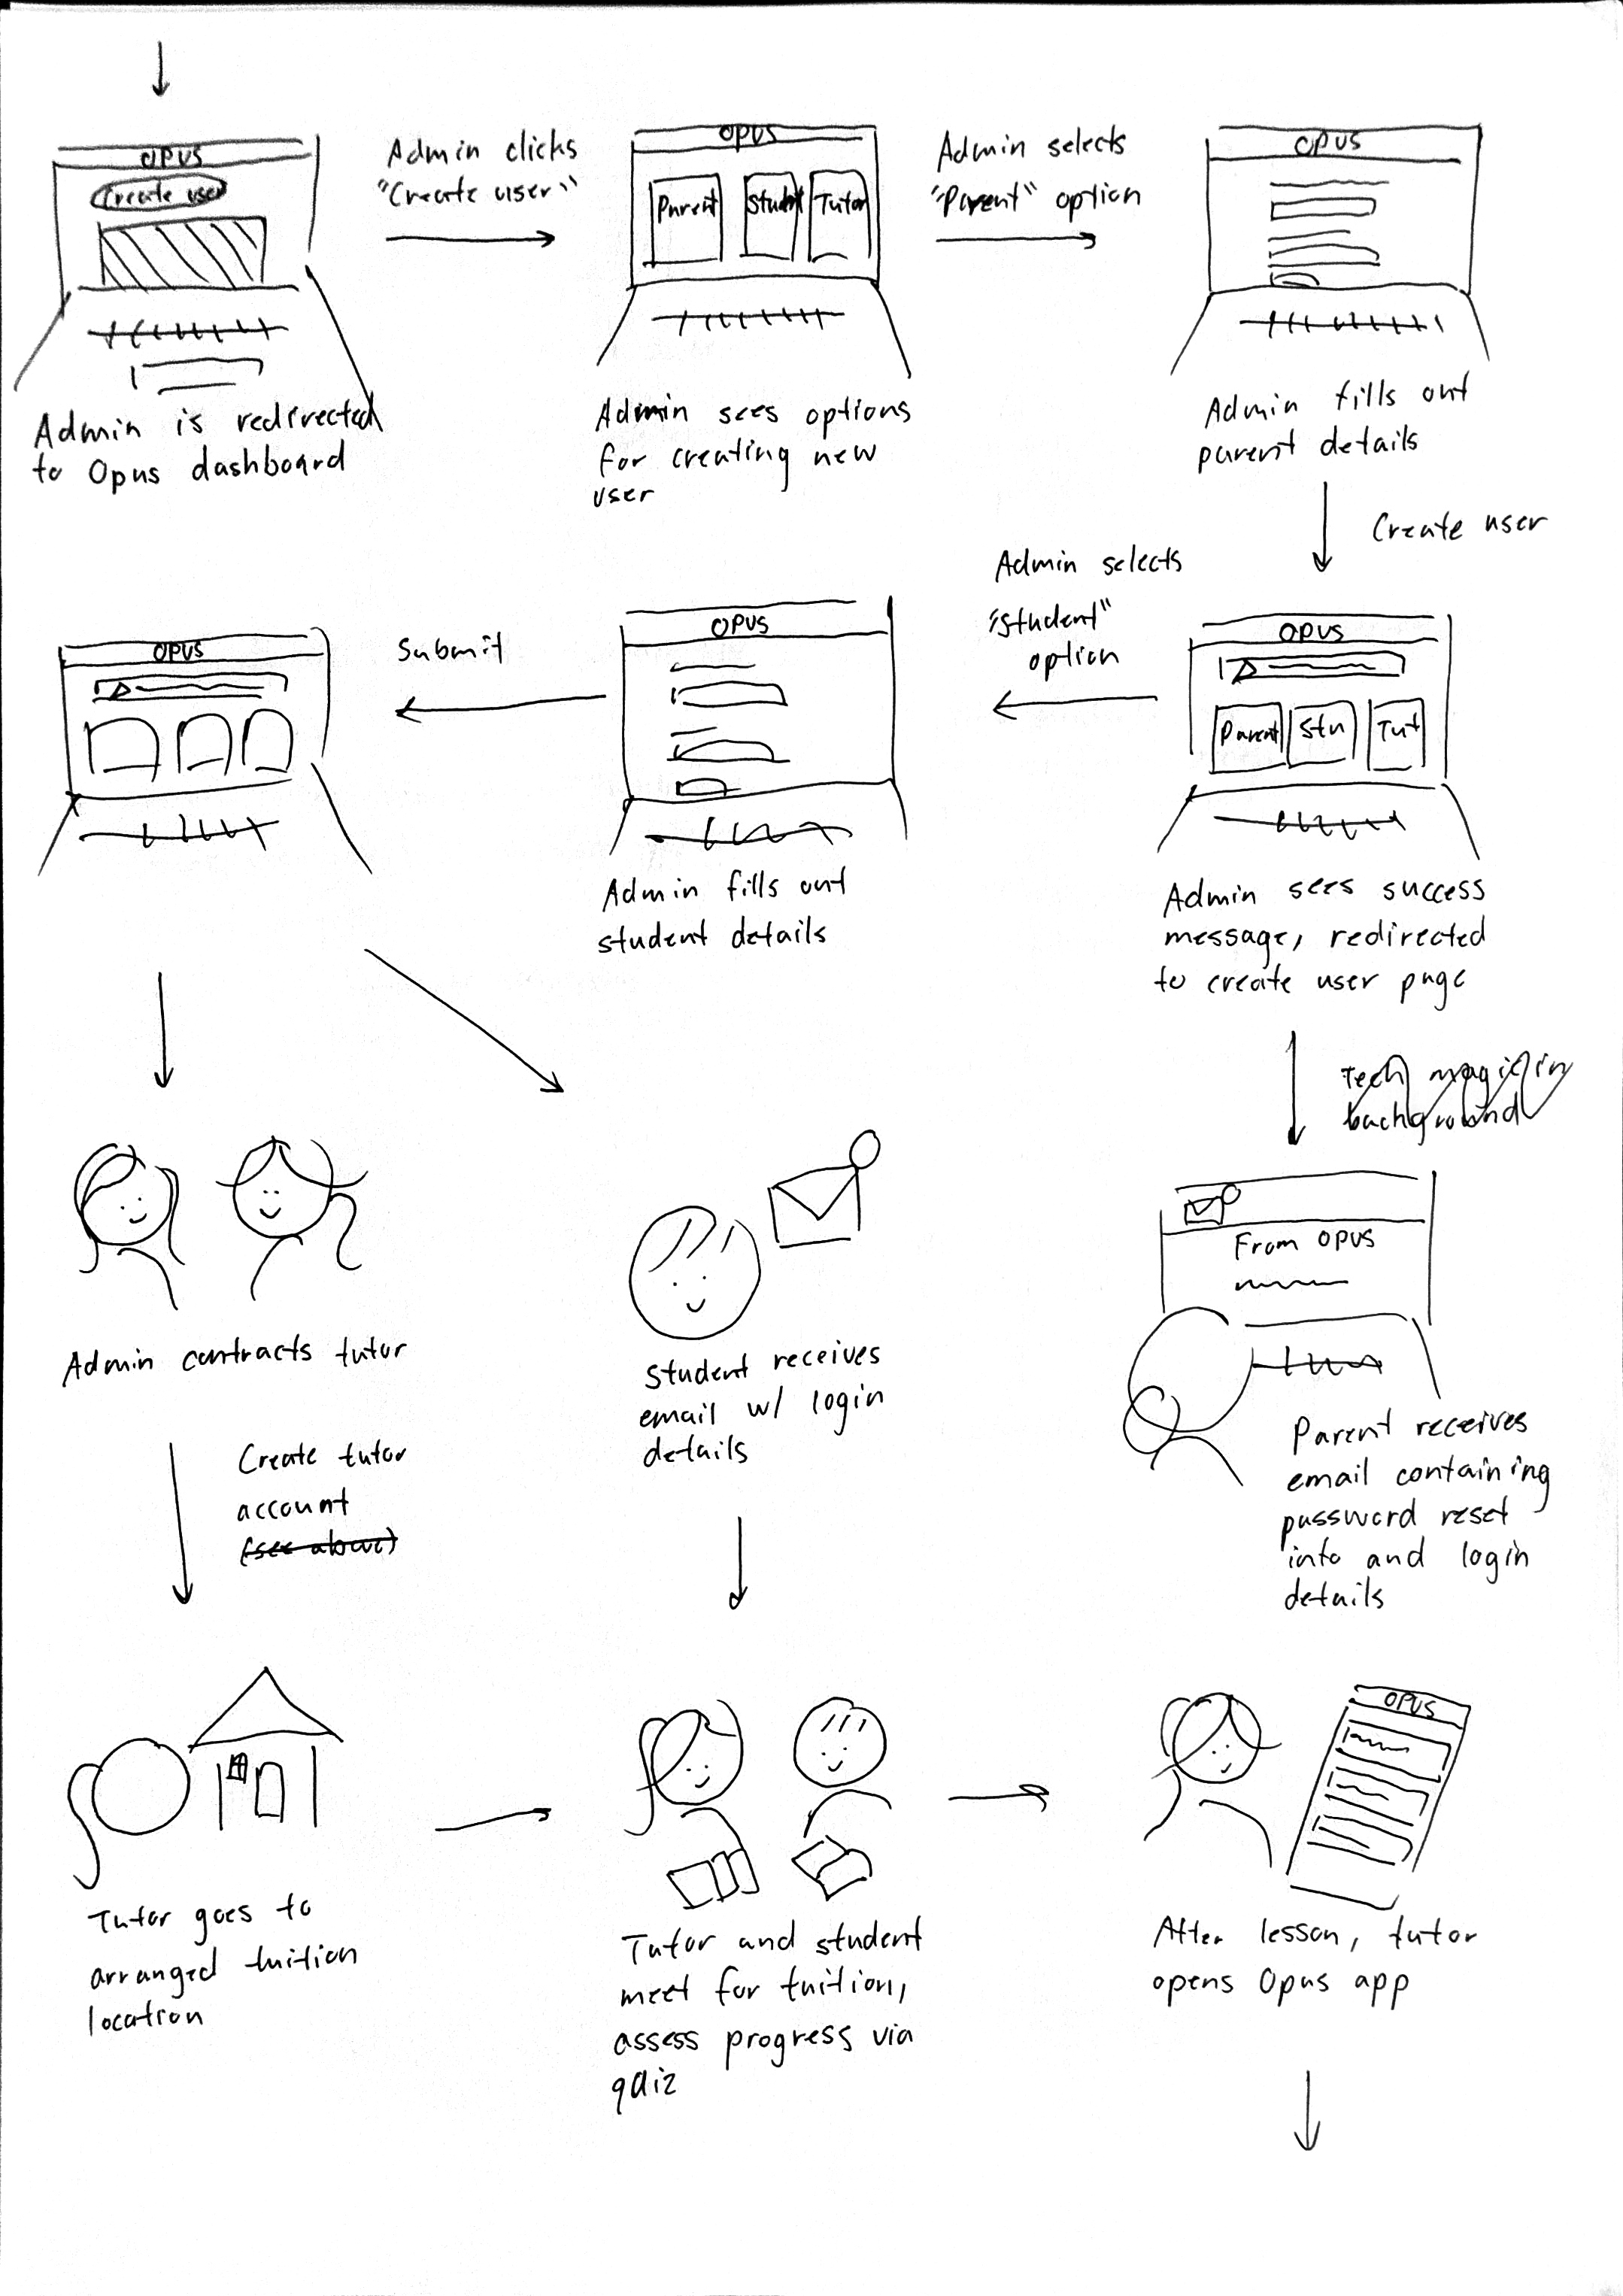 OPUS
Create user
Admin is redirected
to Opus dashboard
Admin clicks
"Create user"
OPUS
Parent
Student
Tutor
Admin sees options
for creating new
user
Admin selects
"Parent" option
OPUS
Admin fills out
parent details
Create user
OPUS
Parent
Stu
Tut
Admin sees success
message, redirected
to create user page
Admin selects
"student"
option
OPUS
Admin fills out
student details
Submit
OPUS
Tech magic in
background
From OPUS
Parent receives
email containing
password reset
info and login
details
Student receives
email w/ login
details
Admin contracts tutor
Create tutor
account
(see above)
Tutor goes to
arranged tuition
location
Tutor and student
meet for tuition,
assess progress via
quiz
OPUS
After lesson, tutor
opens Opus app